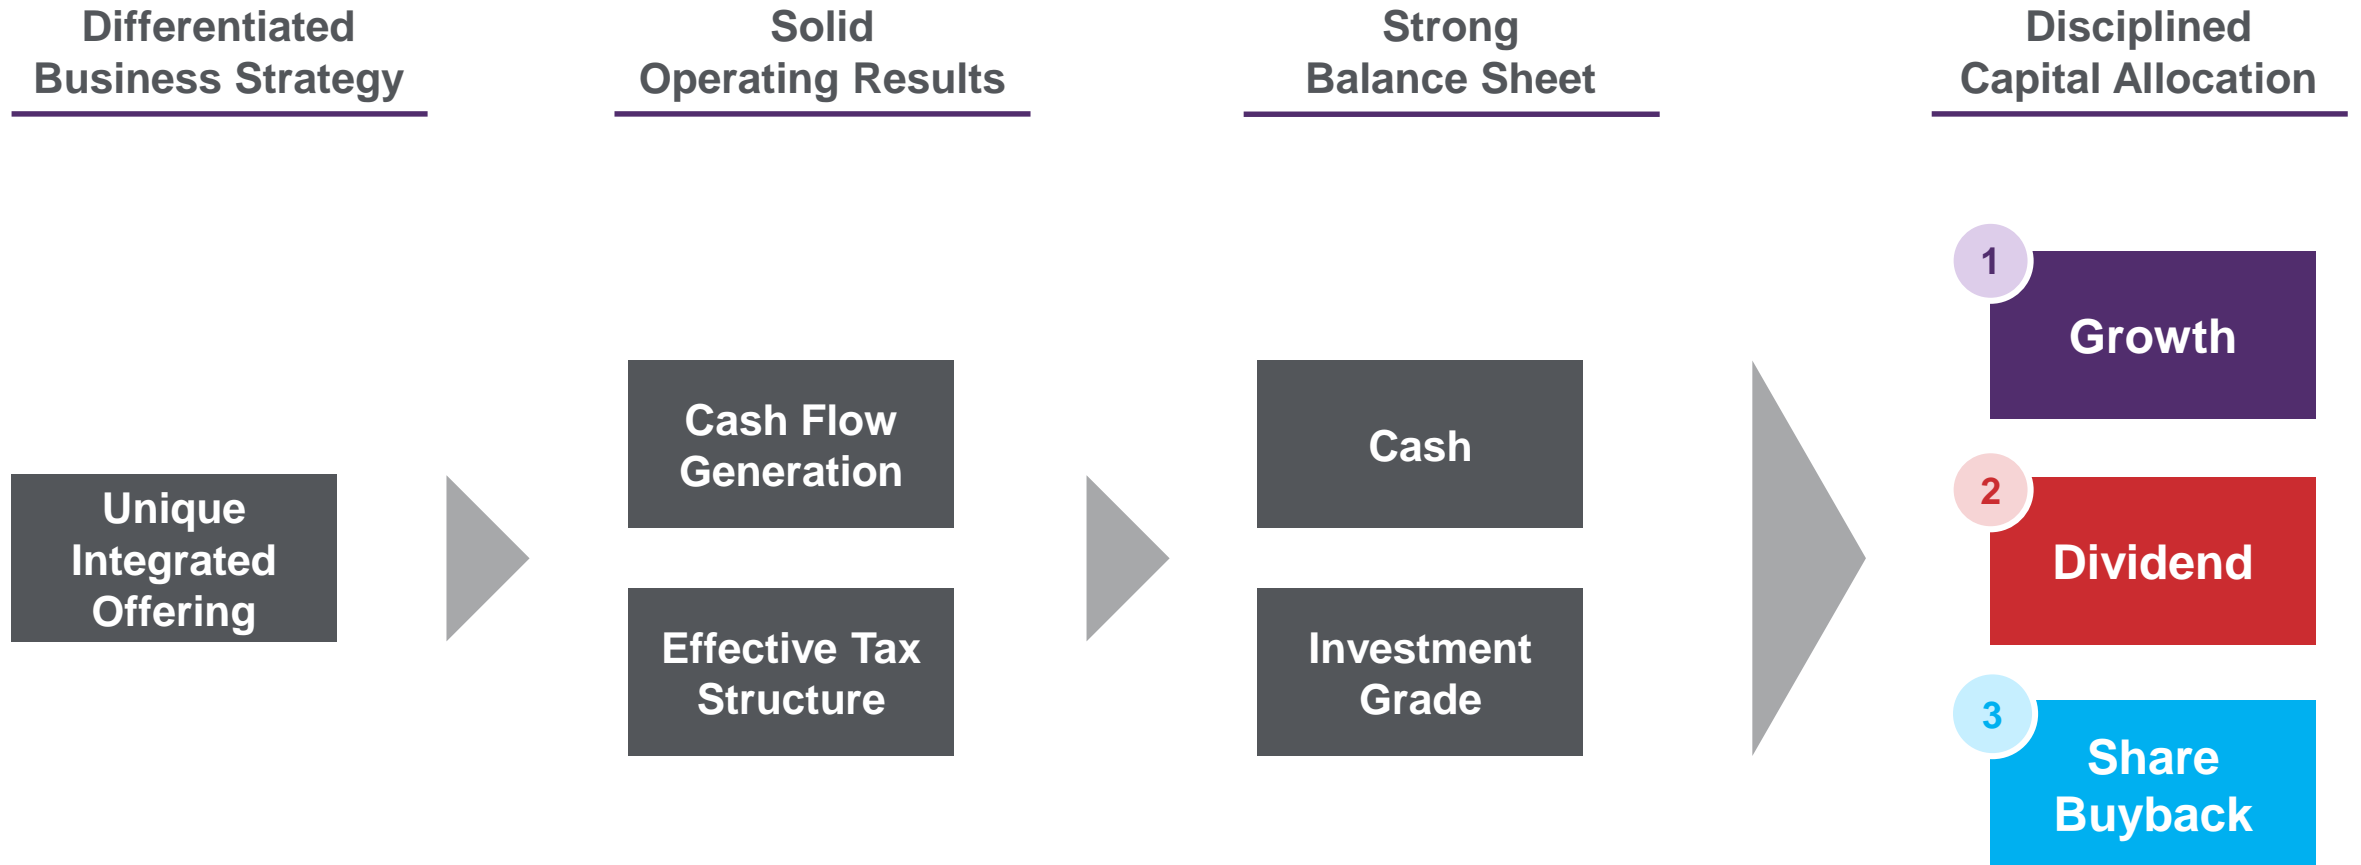 Differentiated
Business Strategy
Solid
Operating Results
Strong
Balance Sheet
Disciplined
Capital Allocation
Unique
Integrated
Offering
Cash Flow
Generation
Effective Tax
Structure
Cash
Investment
Grade
1
Growth
2
Dividend
3
Share
Buyback